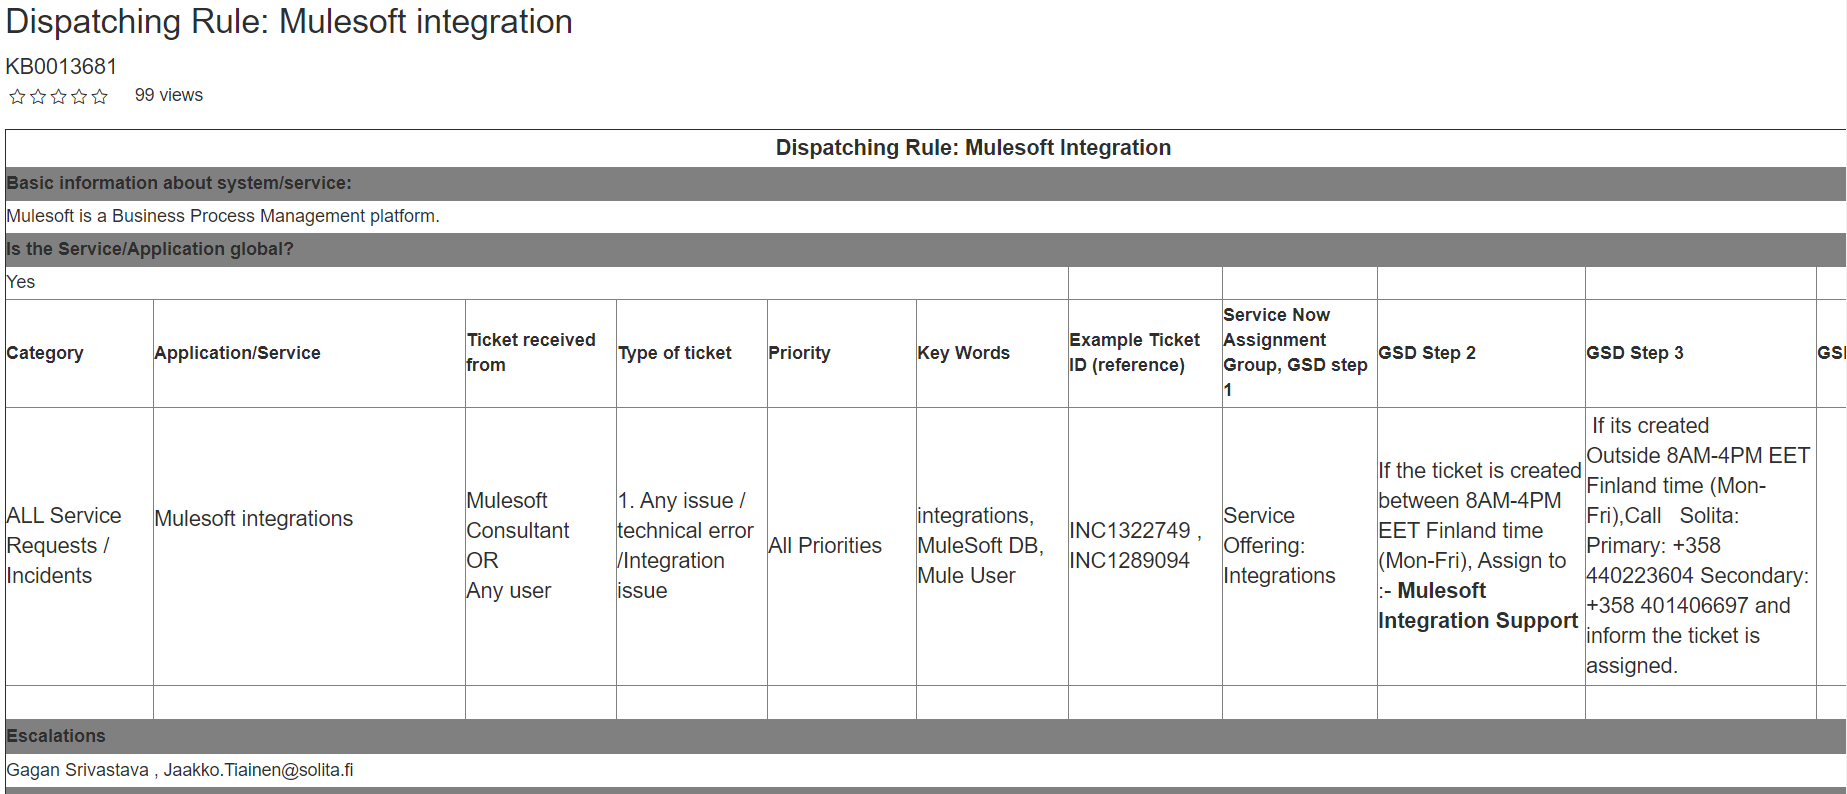 Dispatching Rule: Mulesoft integration
KB0013681
99 views
Dispatching Rule: Mulesoft Integration
Basic information about system/service:
Mulesoft is a Business Process Management platform.
Is the Service/Application global?
Yes
Category
Application/Service
Ticket received
from
Type of ticket
Priority
Key Words
Example Ticket
ID (reference)
Service Now
Assignment
Group, GSD step
1
GSD Step 2
GSD Step 3
ALL Service
Requests /
Incidents
Mulesoft integrations
Mulesoft
Consultant
OR
Any user
1. Any issue /
technical error
/Integration
issue
All Priorities
integrations,
MuleSoft DB,
Mule User
INC1322749 ,
INC1289094
Service
Offering:
Integrations
If the ticket is created
between 8AM-4PM
EET Finland time
(Mon-Fri), Assign to
:- Mulesoft
Integration Support
If its created
Outside 8AM-4PM EET
Finland time (Mon-
Fri),Call Solita:
Primary: +358
440223604 Secondary:
+358 401406697 and
inform the ticket is
assigned.
Escalations
Gagan Srivastava , Jaakko.Tiainen@solita.fi